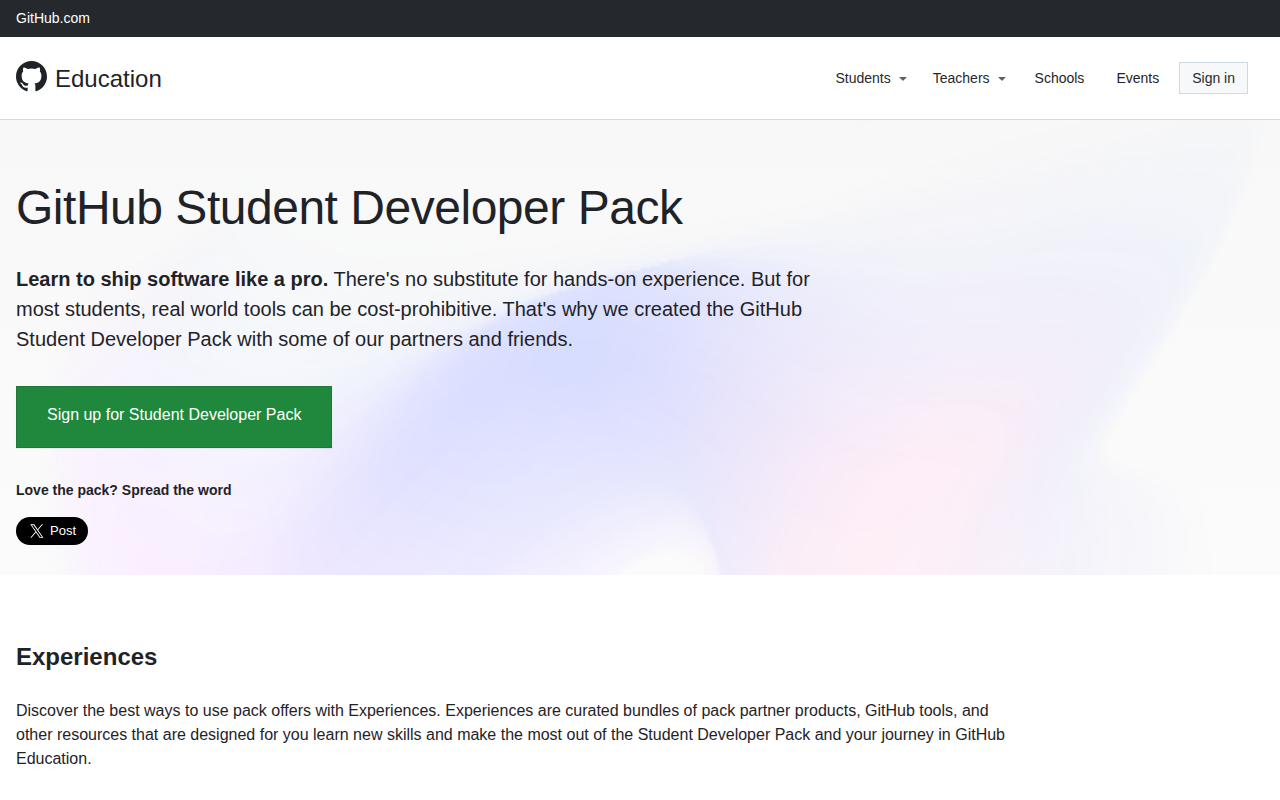 GitHub.com
Education
Students
Teachers
Schools
Events
Sign in
GitHub Student Developer Pack
Learn to ship software like a pro. There's no substitute for hands-on experience. But for
most students, real world tools can be cost-prohibitive. That's why we created the GitHub
Student Developer Pack with some of our partners and friends.
Sign up for Student Developer Pack
Love the pack? Spread the word
Post
Experiences
Discover the best ways to use pack offers with Experiences. Experiences are curated bundles of pack partner products, GitHub tools, and
other resources that are designed for you learn new skills and make the most out of the Student Developer Pack and your journey in GitHub
Education.